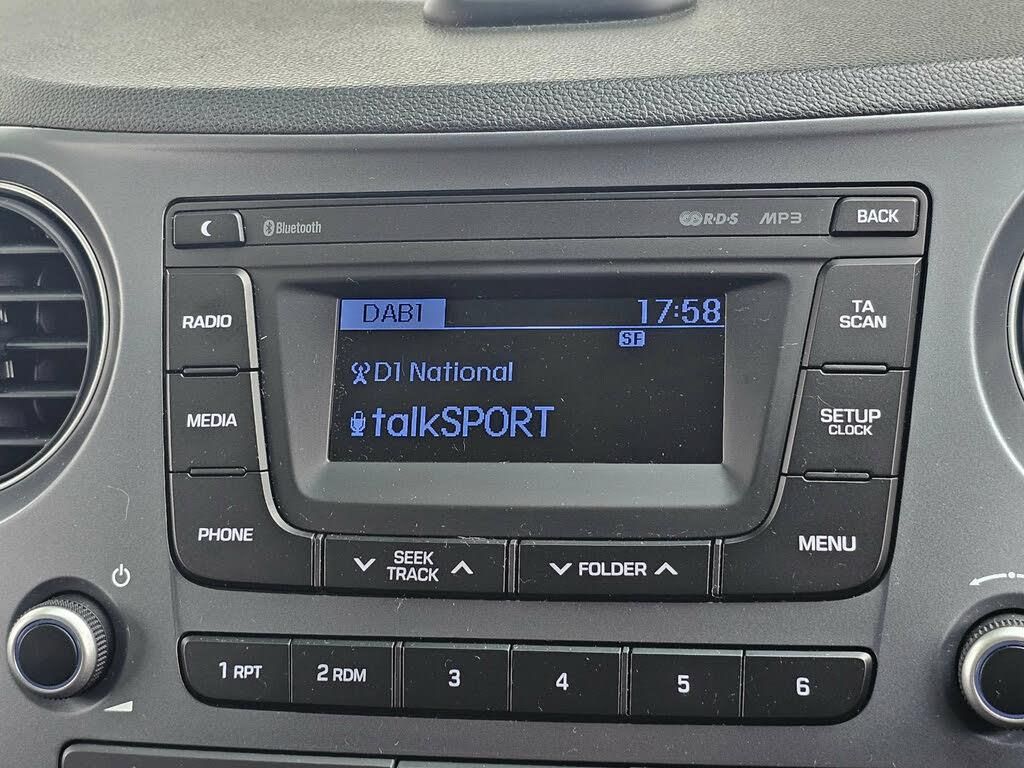 Bluetooth
R·D·S
MP3
BACK
RADIO
MEDIA
PHONE
DAB1
17:58
SF
D1 National
talkSPORT
TA
SCAN
SETUP
CLOCK
MENU
SEEK
TRACK
FOLDER
1 RPT
2 RDM
3
4
5
6